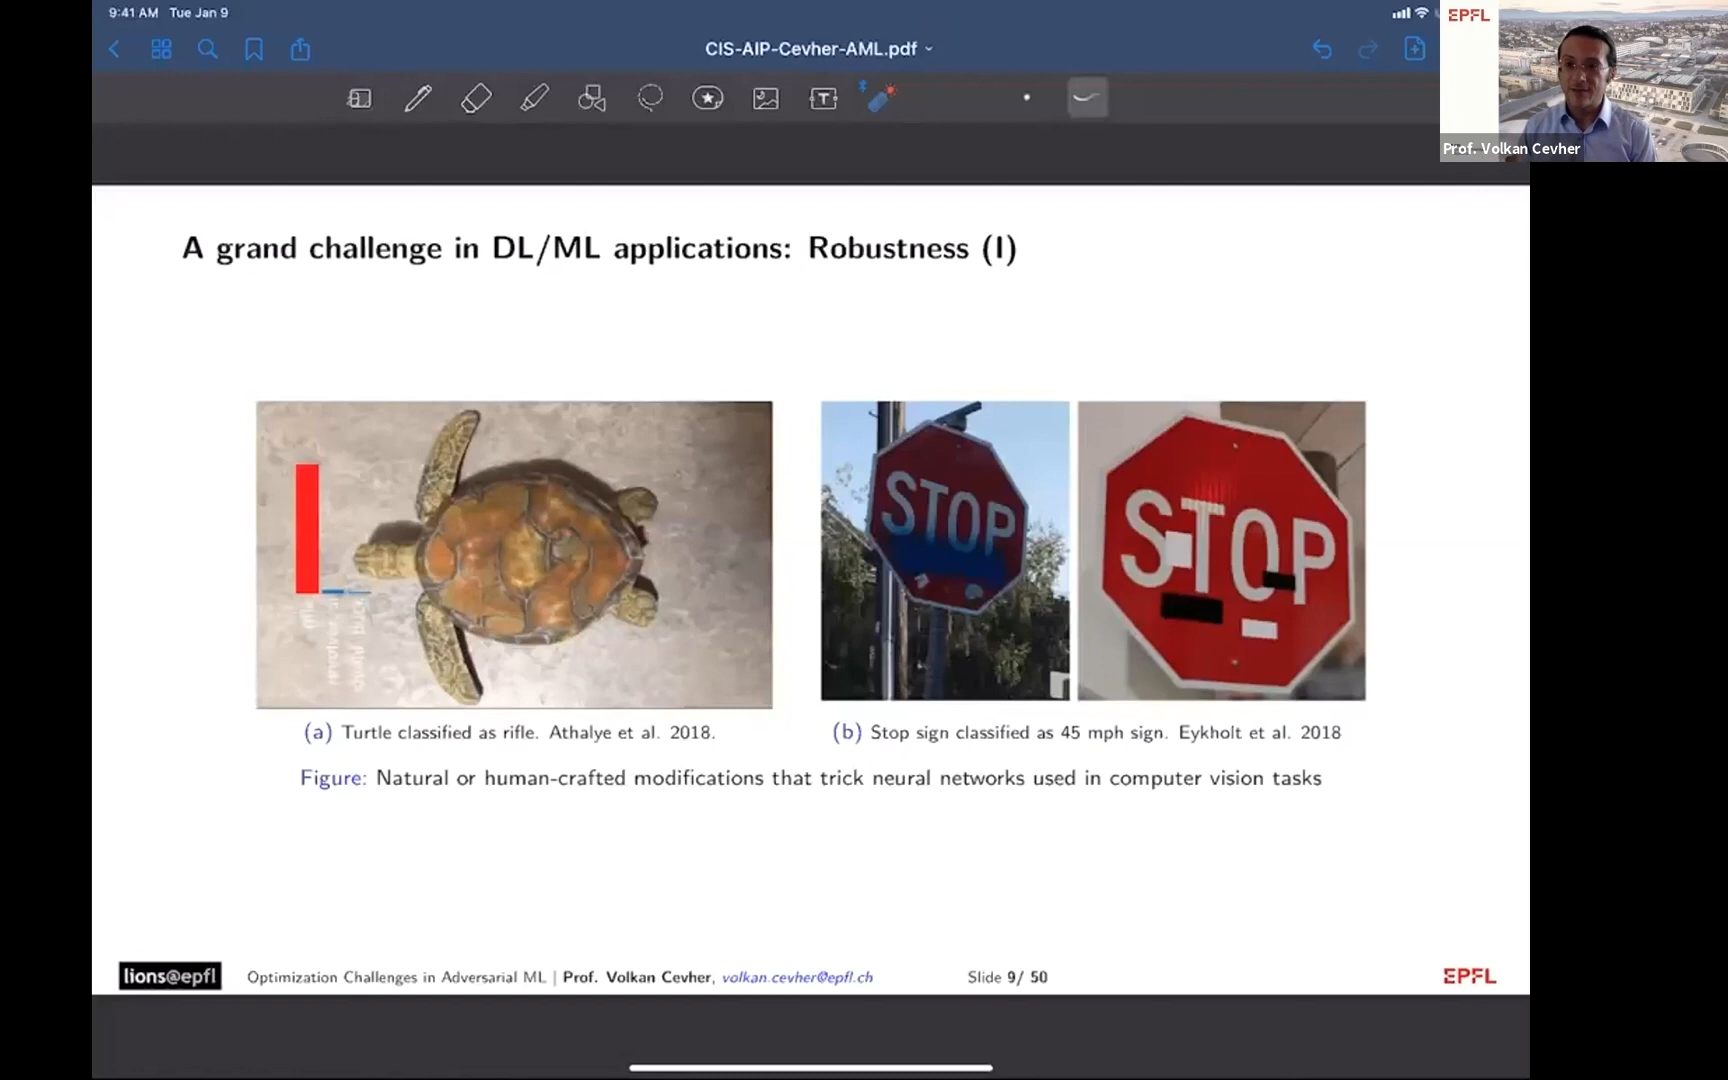 9:41 AM Tue Jan 9
CIS-AIP-Cevher-AML.pdf
EPFL
Prof. Volkan Cevher
A grand challenge in DL/ML applications: Robustness (I)
rifle
revolver
shield
STOP
STOP
(a) Turtle classified as rifle. Athalye et al. 2018.
(b) Stop sign classified as 45 mph sign. Eykholt et al. 2018
Figure: Natural or human-crafted modifications that trick neural networks used in computer vision tasks
lions@epfl
Optimization Challenges in Adversarial ML | Prof. Volkan Cevher, volkan.cevher@epfl.ch
Slide 9/ 50
EPFL